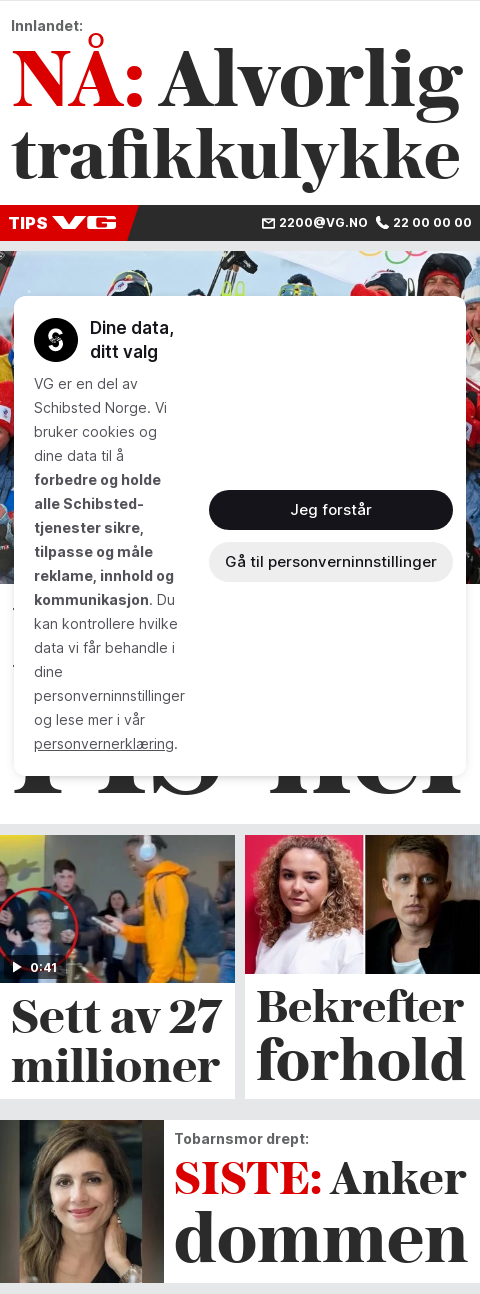 Innlandet:
NÅ: Alvorlig
trafikkulykke
TIPS VG
2200@VG.NO 22 00 00 00
Dine data,
ditt valg
VG er en del av
Schibsted Norge. Vi
bruker cookies og
dine data til å
forbedre og holde
alle Schibsted-
tjenester sikre,
tilpasse og måle
reklame, innhold og
kommunikasjon. Du
kan kontrollere hvilke
data vi får behandle i
dine
personverninnstillinger
og lese mer i vår
personvernerklæring.
Jeg forstår
Gå til personverninnstillinger
0:41
Sett av 27
millioner
Bekrefter
forhold
Tobarnsmor drept:
SISTE: Anker
dommen